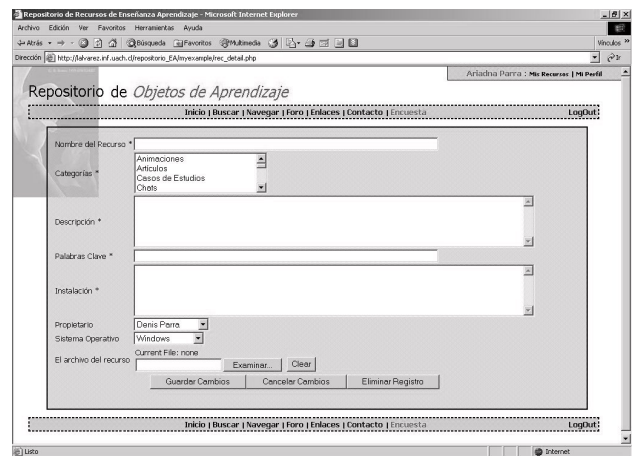 Repositorio de Recursos de Enseñanza Aprendizaje - Microsoft Internet Explorer
Archivo Edición Ver Favoritos Herramientas Ayuda
Atrás Búsqueda Favoritos Multimedia Vínculos
Dirección http://lalvarez.inf.uach.cl/repositorio_EA/myexample/rec_detail.php Ir
Ariadna Parra : Mis Recursos | Mi Perfil
Repositorio de Objetos de Aprendizaje
Inicio | Buscar | Navegar | Foro | Enlaces | Contacto | Encuesta LogOut
Nombre del Recurso *
Categorías *
Animaciones
Artículos
Casos de Estudios
Chats
Descripción *
Palabras Clave *
Instalación *
Propietario Denis Parra
Sistema Operativo Windows
El archivo del recurso
Current File: none
Examinar... Clear
Guardar Cambios Cancelar Cambios Eliminar Registro
Inicio | Buscar | Navegar | Foro | Enlaces | Contacto | Encuesta LogOut
Listo Internet